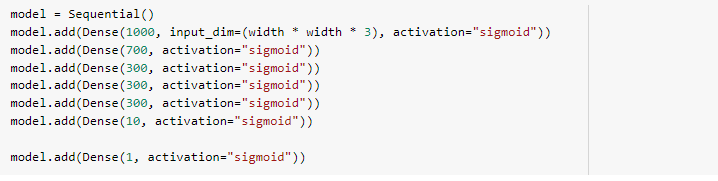 model = Sequential()
model.add(Dense(1000, input_dim=(width * width * 3), activation="sigmoid"))
model.add(Dense(700, activation="sigmoid"))
model.add(Dense(300, activation="sigmoid"))
model.add(Dense(300, activation="sigmoid"))
model.add(Dense(300, activation="sigmoid"))
model.add(Dense(10, activation="sigmoid"))
model.add(Dense(1, activation="sigmoid"))